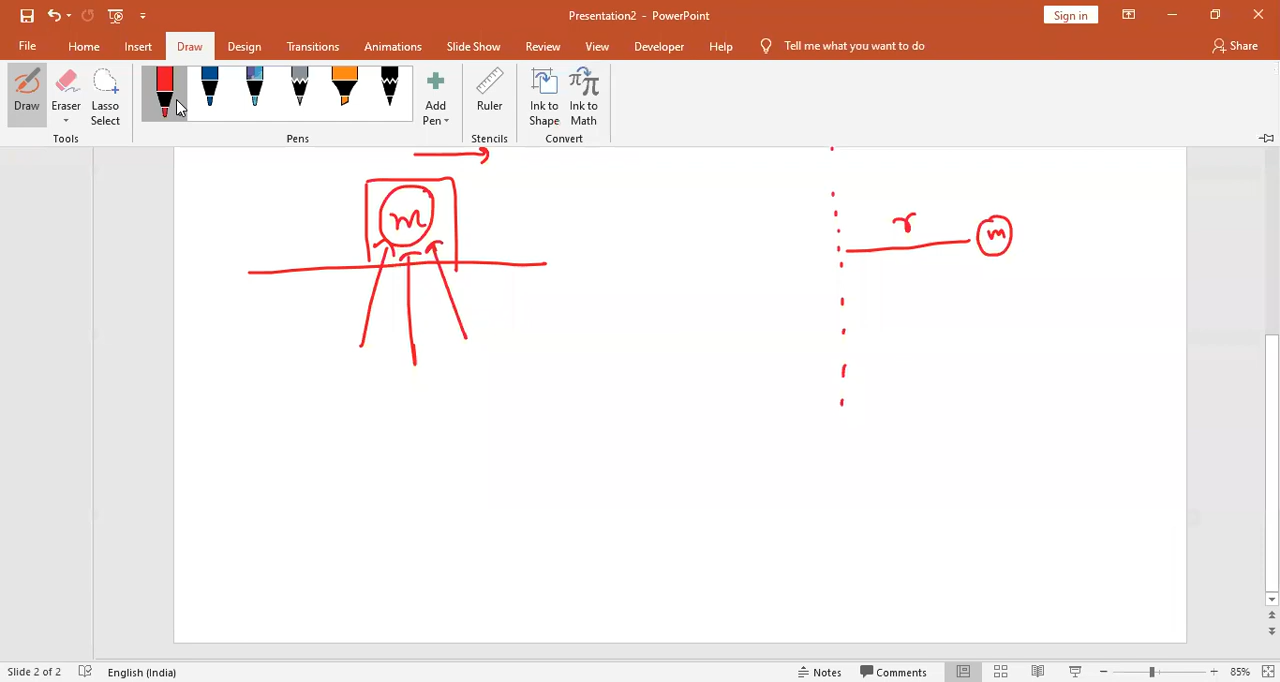 Presentation2 - PowerPoint
Sign in
File Home Insert Draw Design Transitions Animations Slide Show Review View Developer Help Tell me what you want to do Share
Draw
Eraser
Lasso Select
Add Pen
Ruler
Ink to Shape
Ink to Math
Tools
Pens
Stencils
Convert
m
r
m
Slide 2 of 2
English (India)
Notes
Comments
85%